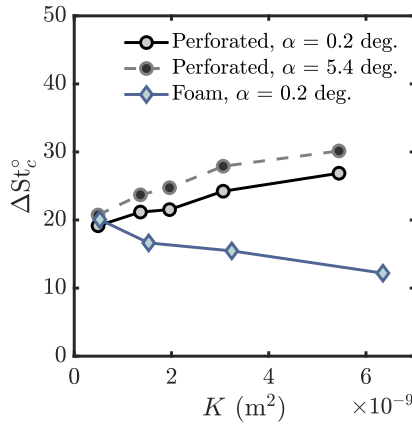 50
40
30
20
10
0
ΔSt°c
Perforated, α = 0.2 deg.
Perforated, α = 5.4 deg.
Foam, α = 0.2 deg.
0
2
4
6
K (m²)
×10⁻⁹